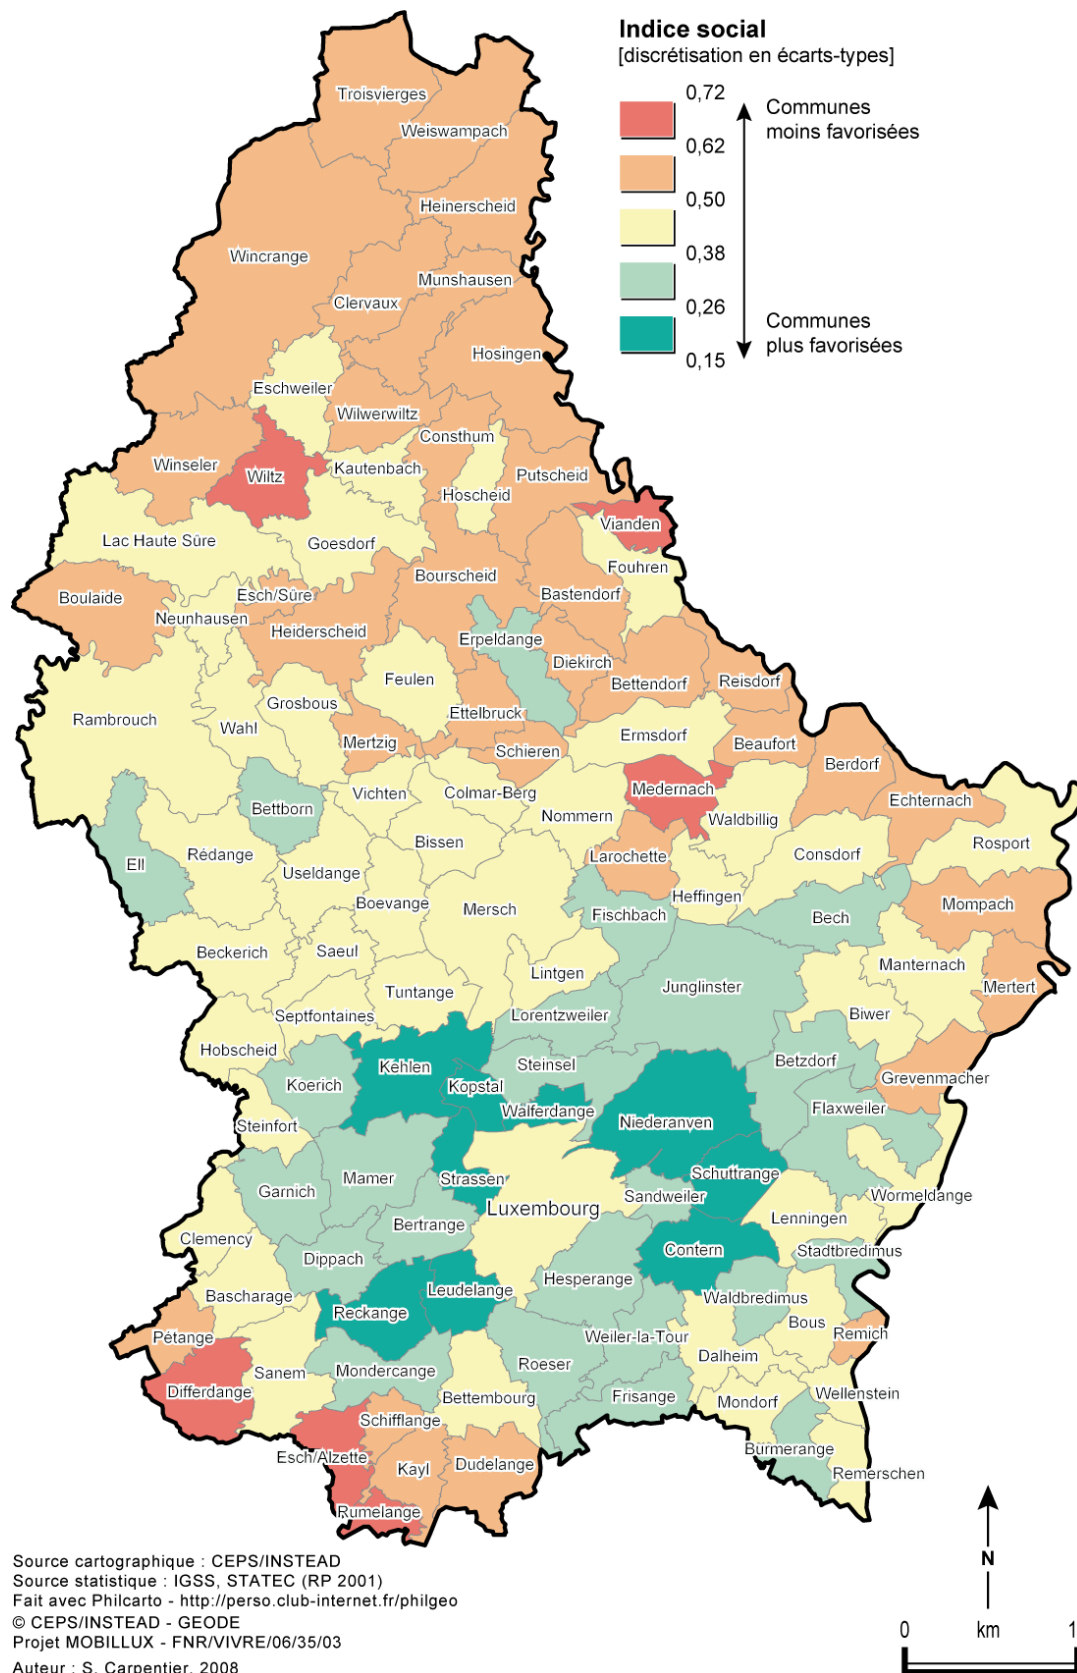 Indice social
[discrétisation en écarts-types]
0,72
Communes
moins favorisées
0,62
0,50
0,38
0,26
Communes
plus favorisées
0,15
Troisvierges
Weiswampach
Heinerscheid
Wincrange
Munshausen
Clervaux
Hosingen
Eschweiler
Wilwerwiltz
Consthum
Winseler
Wiltz
Kautenbach
Putscheid
Hoscheid
Vianden
Lac Haute Sûre
Goesdorf
Fouhren
Bourscheid
Boulaide
Esch/Sûre
Bastendorf
Neunhausen
Heiderscheid
Erpeldange
Diekirch
Feulen
Bettendorf
Reisdorf
Grosbous
Rambrouch
Wahl
Ettelbruck
Mertzig
Schieren
Ermsdorf
Beaufort
Berdorf
Vichten
Colmar-Berg
Medernach
Echternach
Bettborn
Nommern
Waldbillig
Bissen
Rosport
Ell
Rédange
Larochette
Consdorf
Useldange
Heffingen
Boevange
Mersch
Fischbach
Bech
Mompach
Beckerich
Saeul
Lintgen
Manternach
Tuntange
Junglinster
Mertert
Septfontaines
Lorentzweiler
Biwer
Hobscheid
Kehlen
Steinsel
Betzdorf
Koerich
Kopstal
Grevenmacher
Walferdange
Flaxweiler
Steinfort
Niederanven
Mamer
Strassen
Schuttrange
Garnich
Sandweiler
Wormeldange
Luxembourg
Lenningen
Bertrange
Clemency
Contern
Stadtbredimus
Dippach
Hesperange
Bascharage
Leudelange
Waldbredimus
Reckange
Bous
Pétange
Weiler-la-Tour
Remich
Dalheim
Sanem
Mondercange
Roeser
Differdange
Bettembourg
Frisange
Mondorf
Wellenstein
Schifflange
Burmerange
Esch/Alzette
Kayl
Dudelange
Remerschen
Rumelange
N
0
km
1
Source cartographique : CEPS/INSTEAD
Source statistique : IGSS, STATEC (RP 2001)
Fait avec Philcarto - http://perso.club-internet.fr/philgeo
© CEPS/INSTEAD - GEODE
Projet MOBILLUX - FNR/VIVRE/06/35/03
Auteur : S. Carpentier, 2008